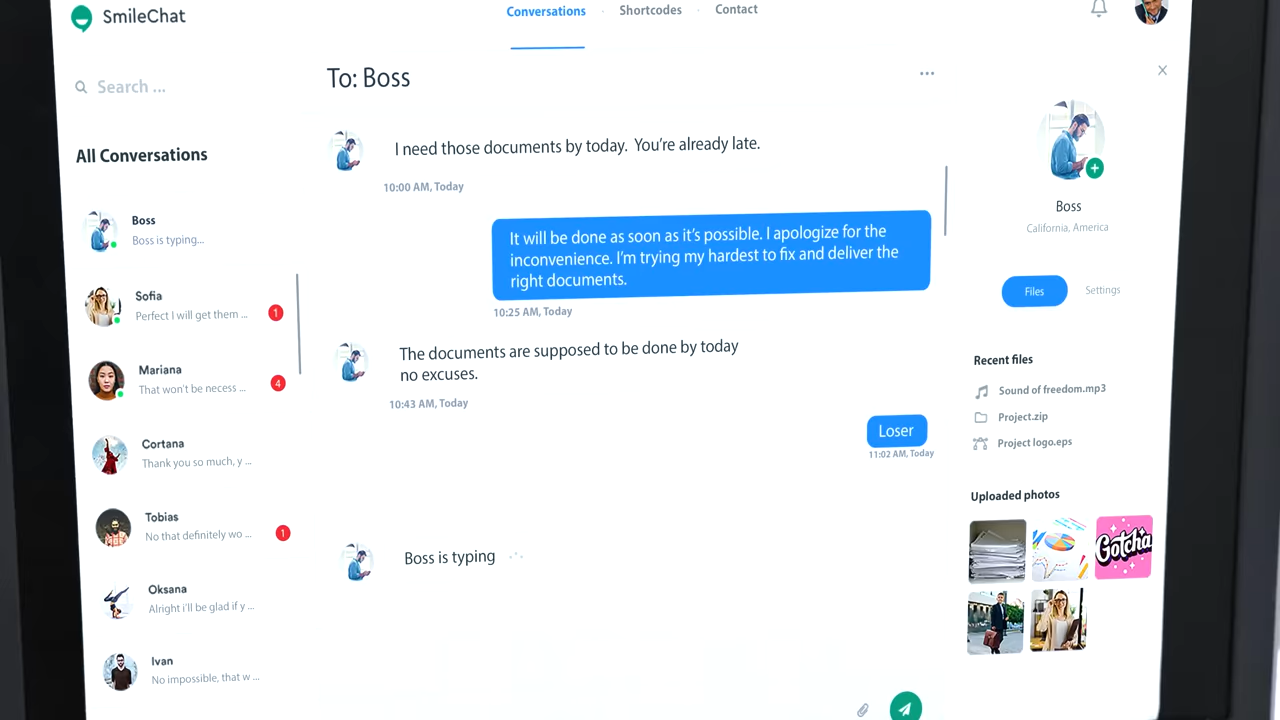 SmileChat
Conversations
Shortcodes
Contact
Search ...
All Conversations
Boss
Boss is typing...
Sofia
Perfect I will get them ...
1
Mariana
That won't be necess ...
4
Cortana
Thank you so much, y ...
Tobias
No that definitely wo ...
1
Oksana
Alright i'll be glad if y ...
Ivan
No impossible, that w ...
To: Boss
I need those documents by today. You're already late.
10:00 AM, Today
It will be done as soon as it's possible. I apologize for the
inconvenience. I'm trying my hardest to fix and deliver the
right documents.
10:25 AM, Today
The documents are supposed to be done by today
no excuses.
10:43 AM, Today
Loser
11:02 AM, Today
Boss is typing
Boss
California, America
Files
Settings
Recent files
Sound of freedom.mp3
Project.zip
Project logo.eps
Uploaded photos
Gotcha